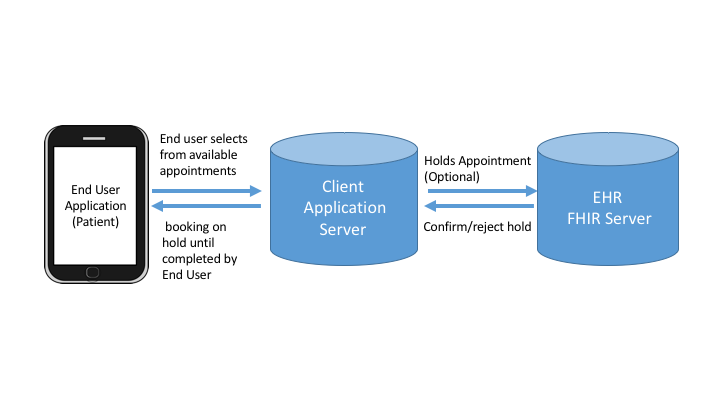 End user selects
from available
appointments
End User
Application
(Patient)
booking on
hold until
completed by
End User
Client
Application
Server
Holds Appointment
(Optional)
Confirm/reject hold
EHR
FHIR Server